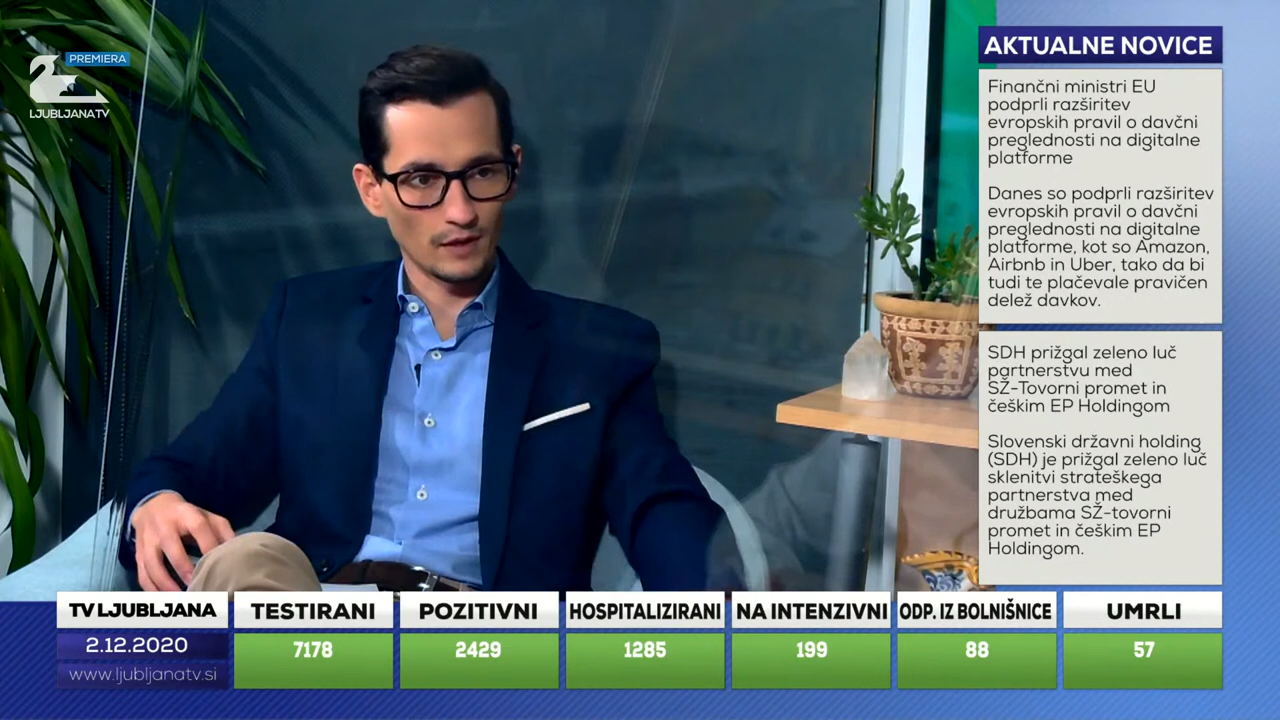 PREMIERA
LJUBLJANATV
AKTUALNE NOVICE
Finančni ministri EU
podprli razširitev
evropskih pravil o davčni
preglednosti na digitalne
platforme
Danes so podprli razširitev
evropskih pravil o davčni
preglednosti na digitalne
platforme, kot so Amazon,
Airbnb in Uber, tako da bi
tudi te plačevale pravičen
delež davkov.
SDH prižgal zeleno luč
partnerstvu med
SŽ-Tovorni promet in
češkim EP Holdingom
Slovenski državni holding
(SDH) je prižgal zeleno luč
sklenitvi strateškega
partnerstva med
družbama SŽ-tovorni
promet in češkim EP
Holdingom.
TV LJUBLJANA TESTIRANI POZITIVNI HOSPITALIZIRANI NA INTENZIVNI ODP. IZ BOLNIŠNICE UMRLI
2.12.2020 7178 2429 1285 199 88 57
www.ljubljanatv.si